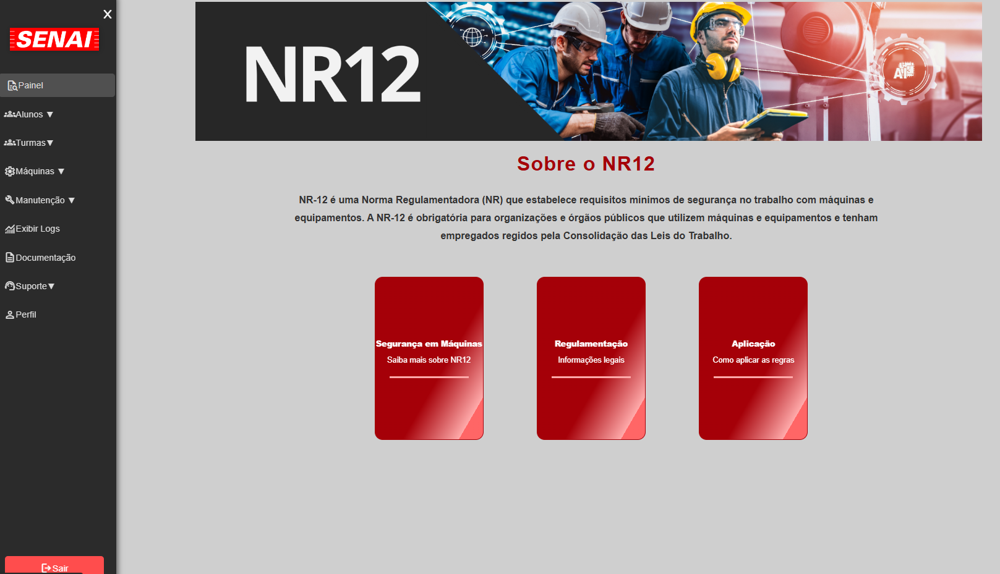 X
SENAI
Painel
Alunos ▼
Turmas▼
Máquinas ▼
Manutenção ▼
Exibir Logs
Documentação
Suporte▼
Perfil
Sair
NR12
AI
Sobre o NR12
NR-12 é uma Norma Regulamentadora (NR) que estabelece requisitos mínimos de segurança no trabalho com máquinas e
equipamentos. A NR-12 é obrigatória para organizações e órgãos públicos que utilizem máquinas e equipamentos e tenham
empregados regidos pela Consolidação das Leis do Trabalho.
Segurança em Máquinas
Saiba mais sobre NR12
Regulamentação
Informações legais
Aplicação
Como aplicar as regras